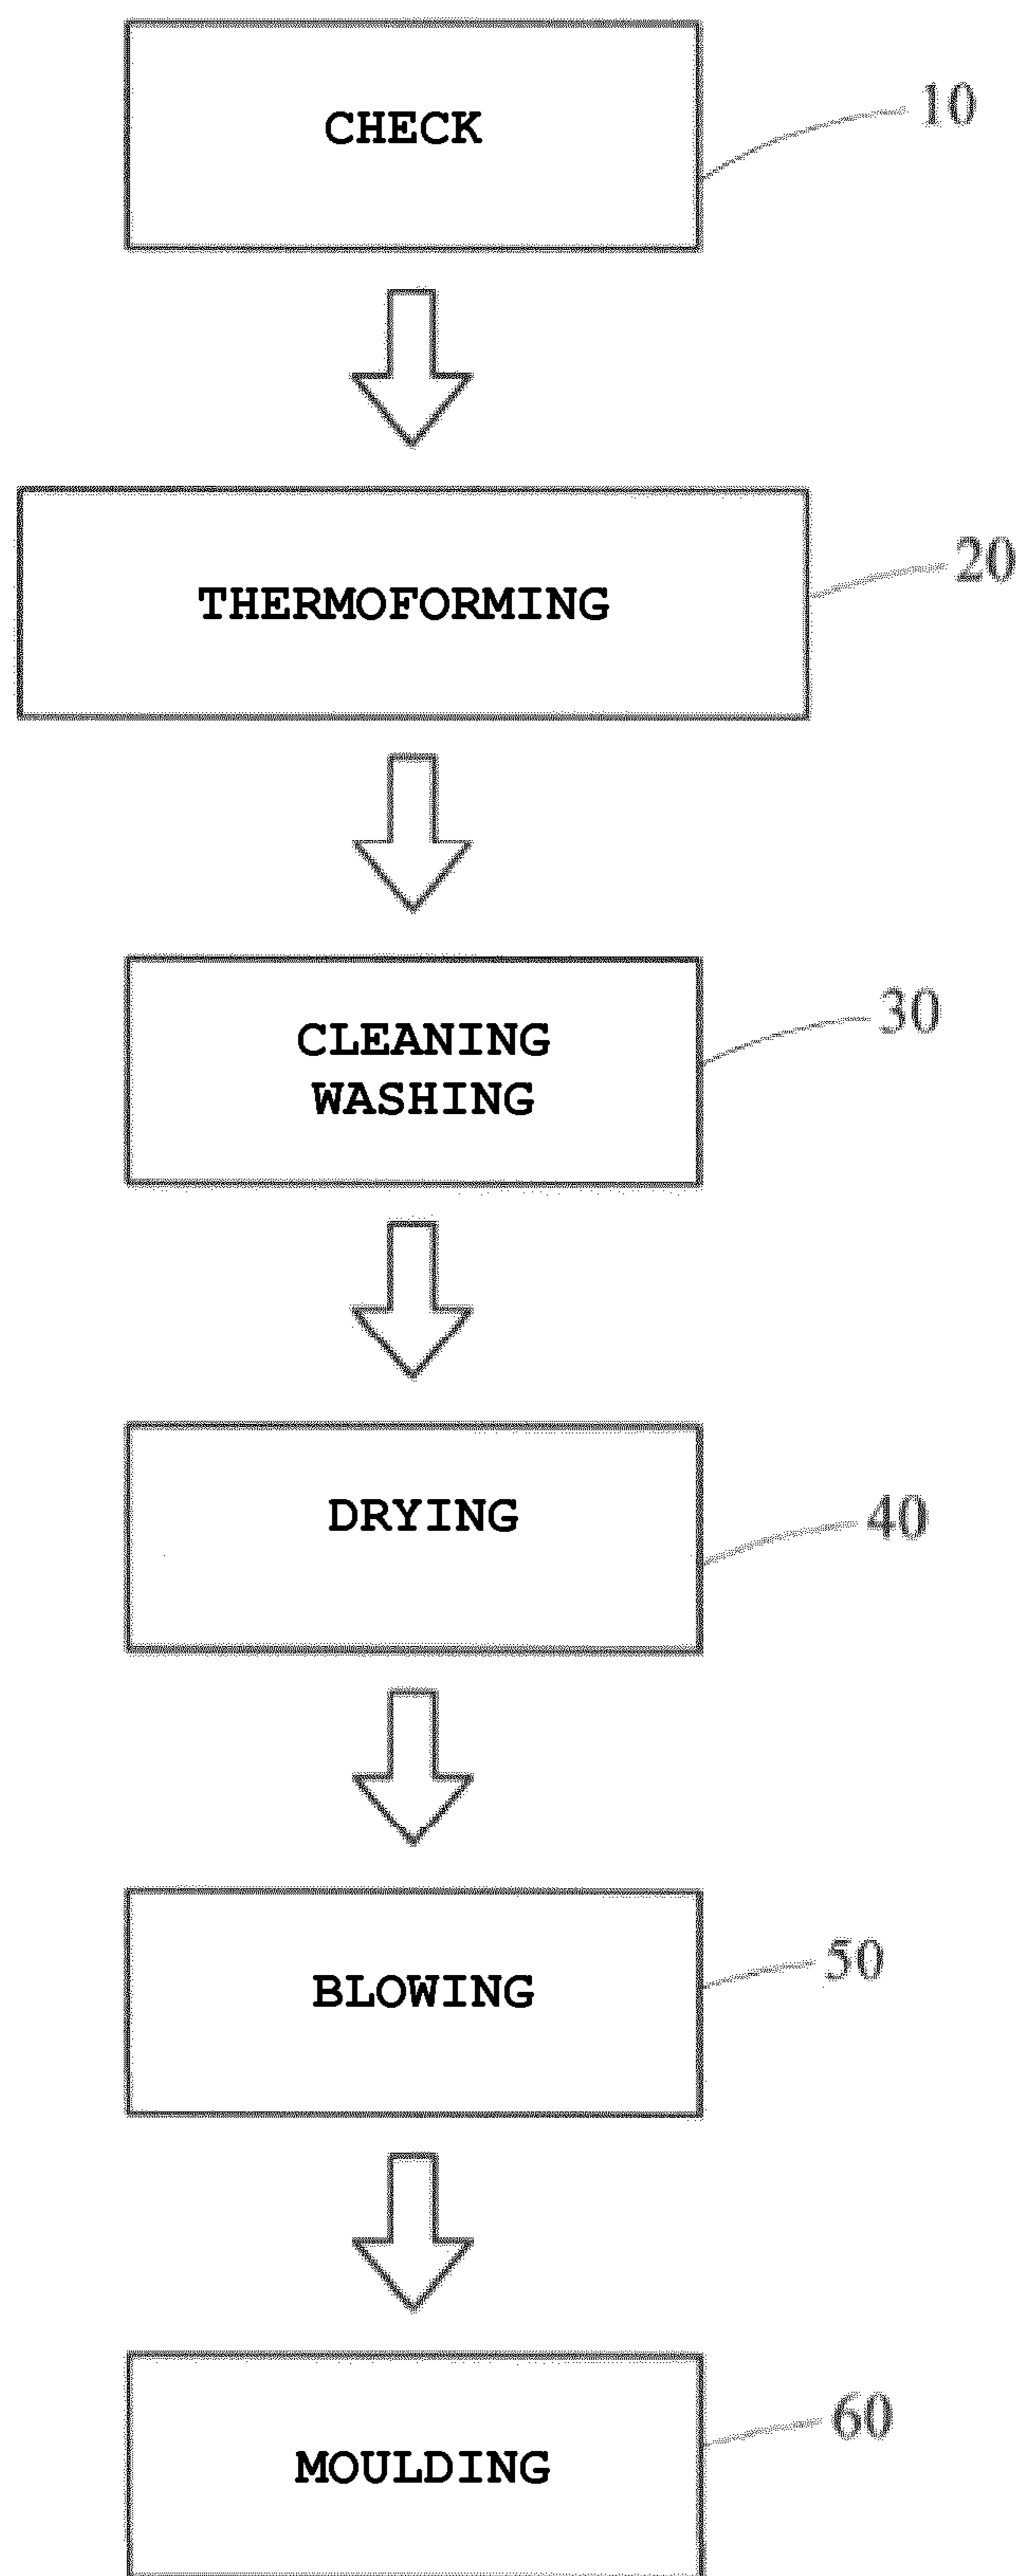 CHECK
10
THERMOFORMING
20
CLEANING
WASHING
30
DRYING
40
BLOWING
50
MOULDING
60